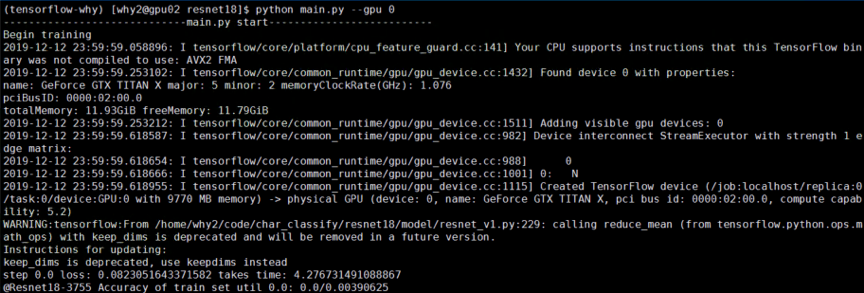 (tensorflow-why) [why2@gpu02 resnet18]$ python main.py --gpu 0
----------------------------main.py start-------------------------
Begin training
2019-12-12 23:59:59.058896: I tensorflow/core/platform/cpu_feature_guard.cc:141] Your CPU supports instructions that this TensorFlow bin
ary was not compiled to use: AVX2 FMA
2019-12-12 23:59:59.253102: I tensorflow/core/common_runtime/gpu/gpu_device.cc:1432] Found device 0 with properties:
name: GeForce GTX TITAN X major: 5 minor: 2 memoryClockRate(GHz): 1.076
pciBusID: 0000:02:00.0
totalMemory: 11.93GiB freeMemory: 11.79GiB
2019-12-12 23:59:59.253212: I tensorflow/core/common_runtime/gpu/gpu_device.cc:1511] Adding visible gpu devices: 0
2019-12-12 23:59:59.618587: I tensorflow/core/common_runtime/gpu/gpu_device.cc:982] Device interconnect StreamExecutor with strength 1 e
dge matrix:
2019-12-12 23:59:59.618654: I tensorflow/core/common_runtime/gpu/gpu_device.cc:988]      0
2019-12-12 23:59:59.618666: I tensorflow/core/common_runtime/gpu/gpu_device.cc:1001] 0:   N
2019-12-12 23:59:59.618955: I tensorflow/core/common_runtime/gpu/gpu_device.cc:1115] Created TensorFlow device (/job:localhost/replica:0
/task:0/device:GPU:0 with 9770 MB memory) -> physical GPU (device: 0, name: GeForce GTX TITAN X, pci bus id: 0000:02:00.0, compute capab
ility: 5.2)
WARNING:tensorflow:From /home/why2/code/char_classify/resnet18/model/resnet_v1.py:229: calling reduce_mean (from tensorflow.python.ops.m
ath_ops) with keep_dims is deprecated and will be removed in a future version.
Instructions for updating:
keep_dims is deprecated, use keepdims instead
step 0.0 loss: 0.0823051643371582 takes time: 4.276731491088867
@Resnet18-3755 Accuracy of train set util 0.0: 0.0/0.00390625